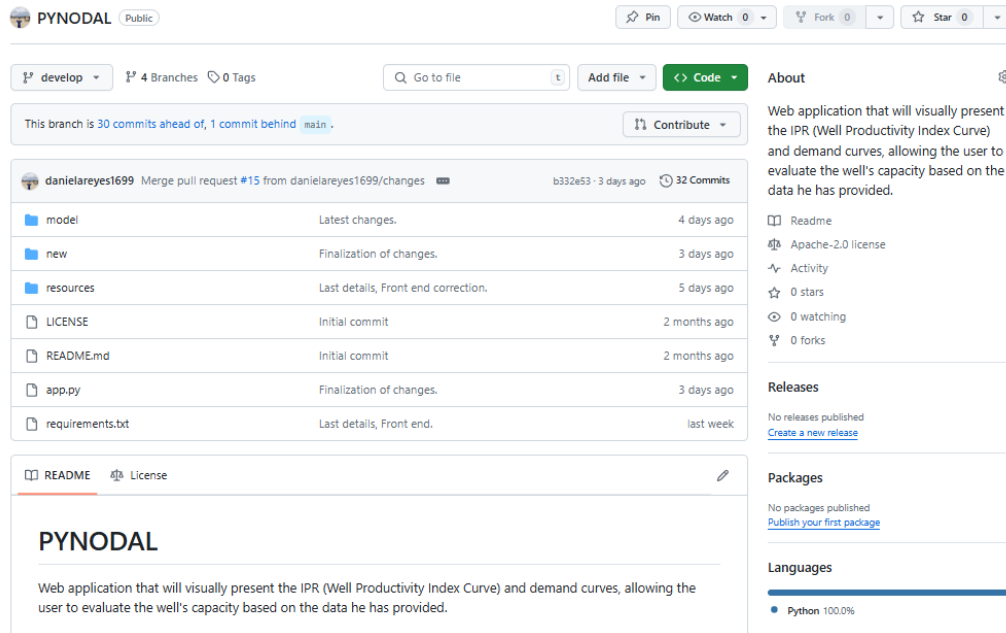 PYNODAL Public
Pin Watch 0 Fork 0 Star 0
develop 4 Branches 0 Tags Go to file t Add file <> Code
This branch is 30 commits ahead of, 1 commit behind main . Contribute
danielareyes1699 Merge pull request #15 from danielareyes1699/changes b332e53 · 3 days ago 32 Commits
model Latest changes. 4 days ago
new Finalization of changes. 3 days ago
resources Last details, Front end correction. 5 days ago
LICENSE Initial commit 2 months ago
README.md Initial commit 2 months ago
app.py Finalization of changes. 3 days ago
requirements.txt Last details, Front end. last week
README License
PYNODAL
Web application that will visually present the IPR (Well Productivity Index Curve) and demand curves, allowing the
user to evaluate the well's capacity based on the data he has provided.
About
Web application that will visually present
the IPR (Well Productivity Index Curve)
and demand curves, allowing the user to
evaluate the well's capacity based on the
data he has provided.
Readme
Apache-2.0 license
Activity
0 stars
0 watching
0 forks
Releases
No releases published
Create a new release
Packages
No packages published
Publish your first package
Languages
Python 100.0%